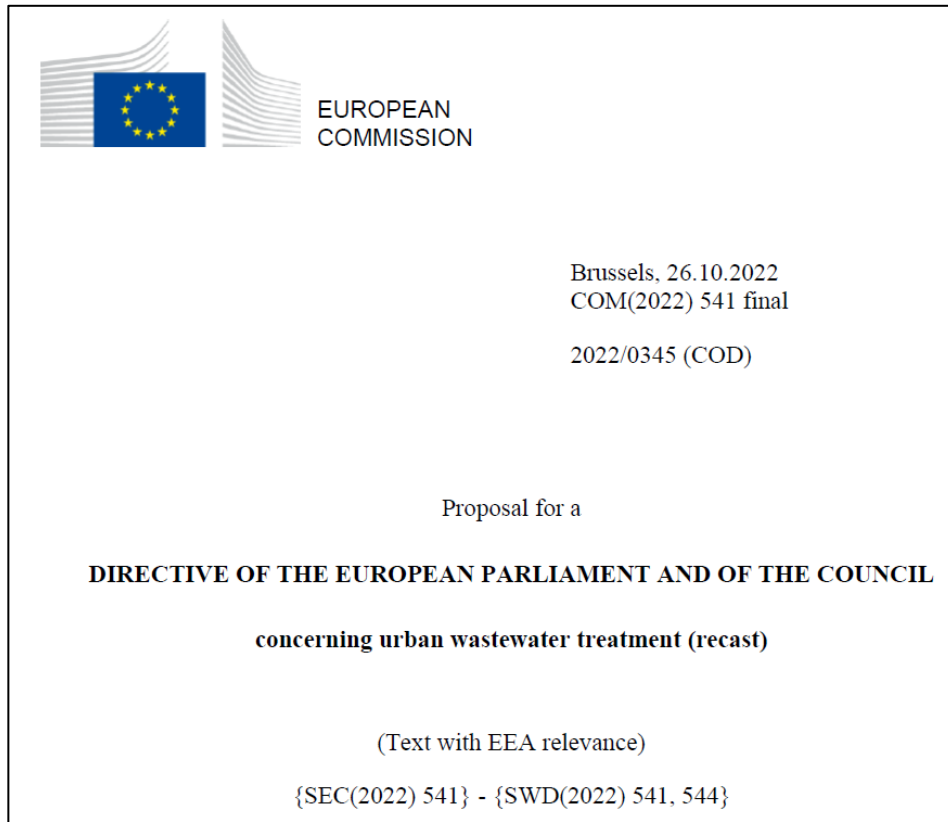 EUROPEAN
COMMISSION
Brussels, 26.10.2022
COM(2022) 541 final
2022/0345 (COD)
Proposal for a
DIRECTIVE OF THE EUROPEAN PARLIAMENT AND OF THE COUNCIL
concerning urban wastewater treatment (recast)
(Text with EEA relevance)
{SEC(2022) 541} - {SWD(2022) 541, 544}